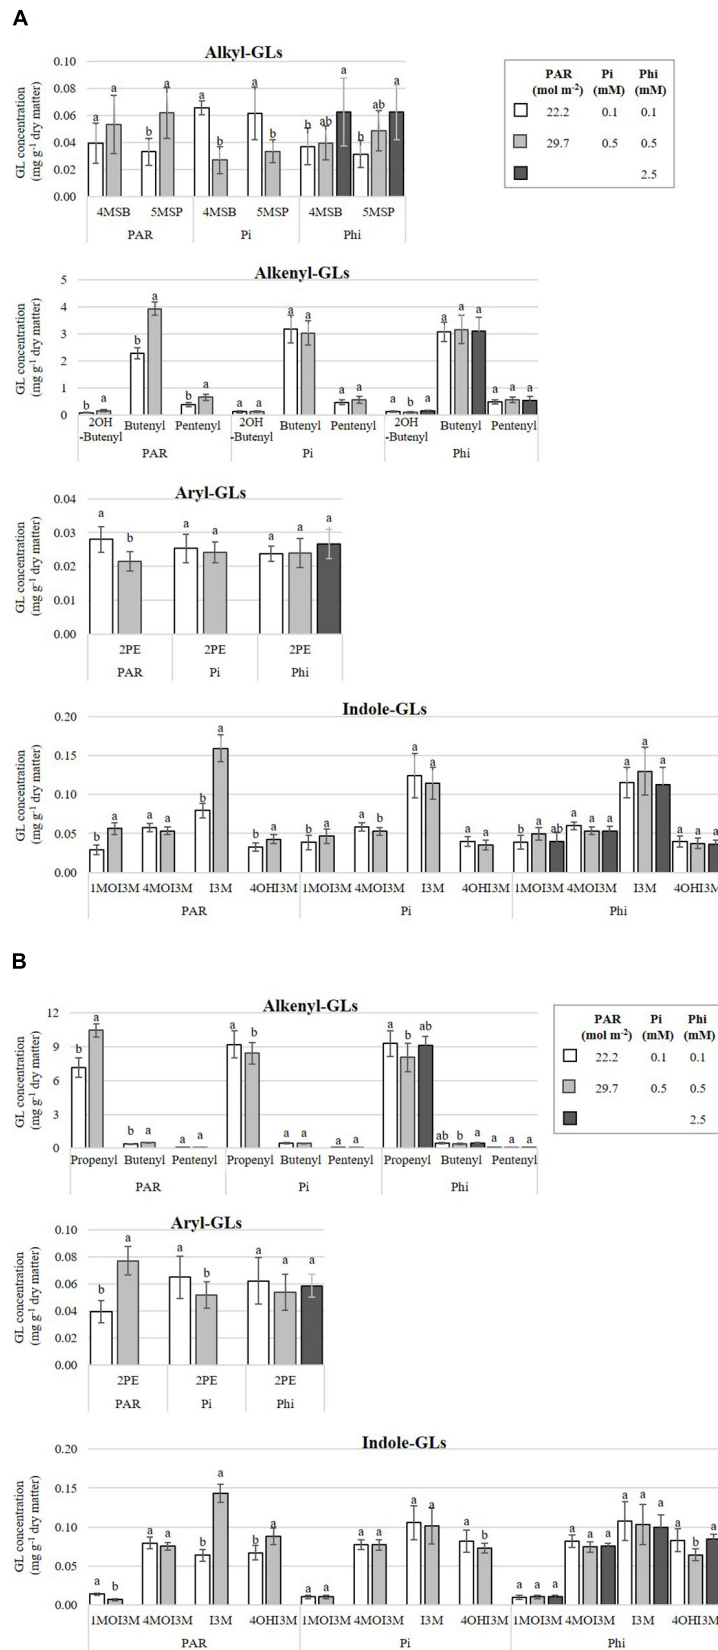 A
Alkyl-GLs
GL concentration
(mg g-1 dry matter)
0.10
0.08
0.06
0.04
0.02
0.00
a a b a a b a b b ab a b ab a
4MSB 5MSP 4MSB 5MSP 4MSB 5MSP
PAR Pi Phi
PAR Pi Phi
(mol m-2) (mM) (mM)
22.2 0.1 0.1
29.7 0.5 0.5
2.5
Alkenyl-GLs
GL concentration
(mg g-1 dry matter)
5
4
3
2
1
0
b a b a b a a a a a a a a b a a a a a a a
2OH Butenyl Pentenyl 2OH Butenyl Pentenyl 2OH Butenyl Pentenyl
-Butenyl -Butenyl -Butenyl
PAR Pi Phi
Aryl-GLs
GL concentration
(mg g-1 dry matter)
0.04
0.03
0.02
0.01
0.00
a b a a a a a
2PE 2PE 2PE
PAR Pi Phi
Indole-GLs
GL concentration
(mg g-1 dry matter)
0.20
0.15
0.10
0.05
0.00
b a a a b a b a b a a b a a a a b a ab a a a a a a a a a
1MOI3M 4MOI3M I3M 4OHI3M 1MOI3M 4MOI3M I3M 4OHI3M 1MOI3M 4MOI3M I3M 4OHI3M
PAR Pi Phi
B
Alkenyl-GLs
GL concentration
(mg g-1 dry matter)
12
9
6
3
0
b a b a a a a b a a a a a b ab ab b a a a a
Propenyl Butenyl Pentenyl Propenyl Butenyl Pentenyl Propenyl Butenyl Pentenyl
PAR Pi Phi
PAR Pi Phi
(mol m-2) (mM) (mM)
22.2 0.1 0.1
29.7 0.5 0.5
2.5
Aryl-GLs
GL concentration
(mg g-1 dry matter)
0.10
0.08
0.06
0.04
0.02
0.00
b a a b a a a
2PE 2PE 2PE
PAR Pi Phi
Indole-GLs
GL concentration
(mg g-1 dry matter)
0.20
0.15
0.10
0.05
0.00
a b a a b a b a a a a a a a a b a a a a a a a a a a b a
1MOI3M 4MOI3M I3M 4OHI3M 1MOI3M 4MOI3M I3M 4OHI3M 1MOI3M 4MOI3M I3M 4OHI3M
PAR Pi Phi